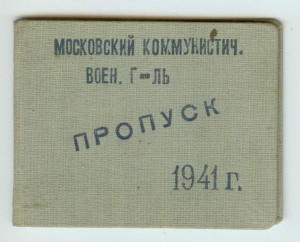 МОСКОВСКИЙ КОММУНИСТИЧ.
ВОЕН. Г=ЛЬ
ПРОПУСК
1941 г.